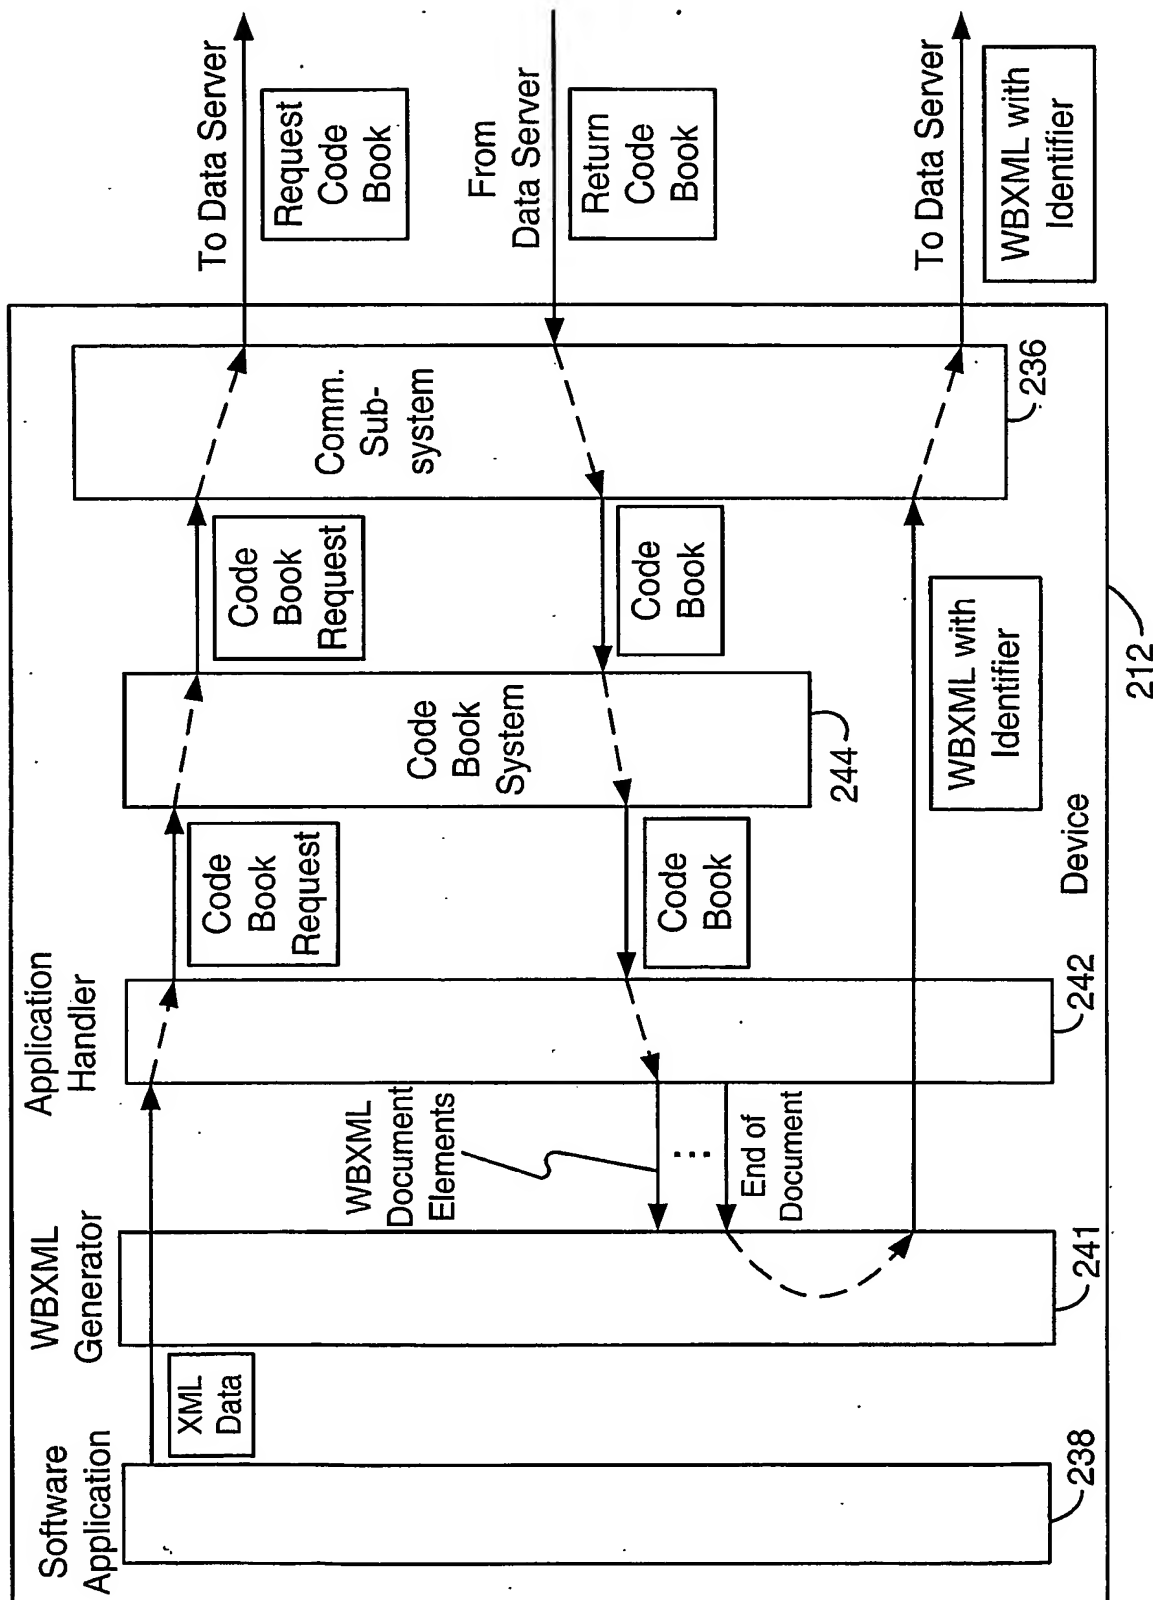 Software
Application
WBXML
Generator
Application
Handler
XML
Data
Code
Book
Request
Code
Book
Request
To Data Server
Request
Code
Book
Code
Book
System
Comm.
Sub-
system
From
Data Server
Return
Code
Book
WBXML
Document
Elements
Code
Book
Code
Book
End of
Document
To Data Server
WBXML with
Identifier
WBXML with
Identifier
Device
238
241
242
244
236
212